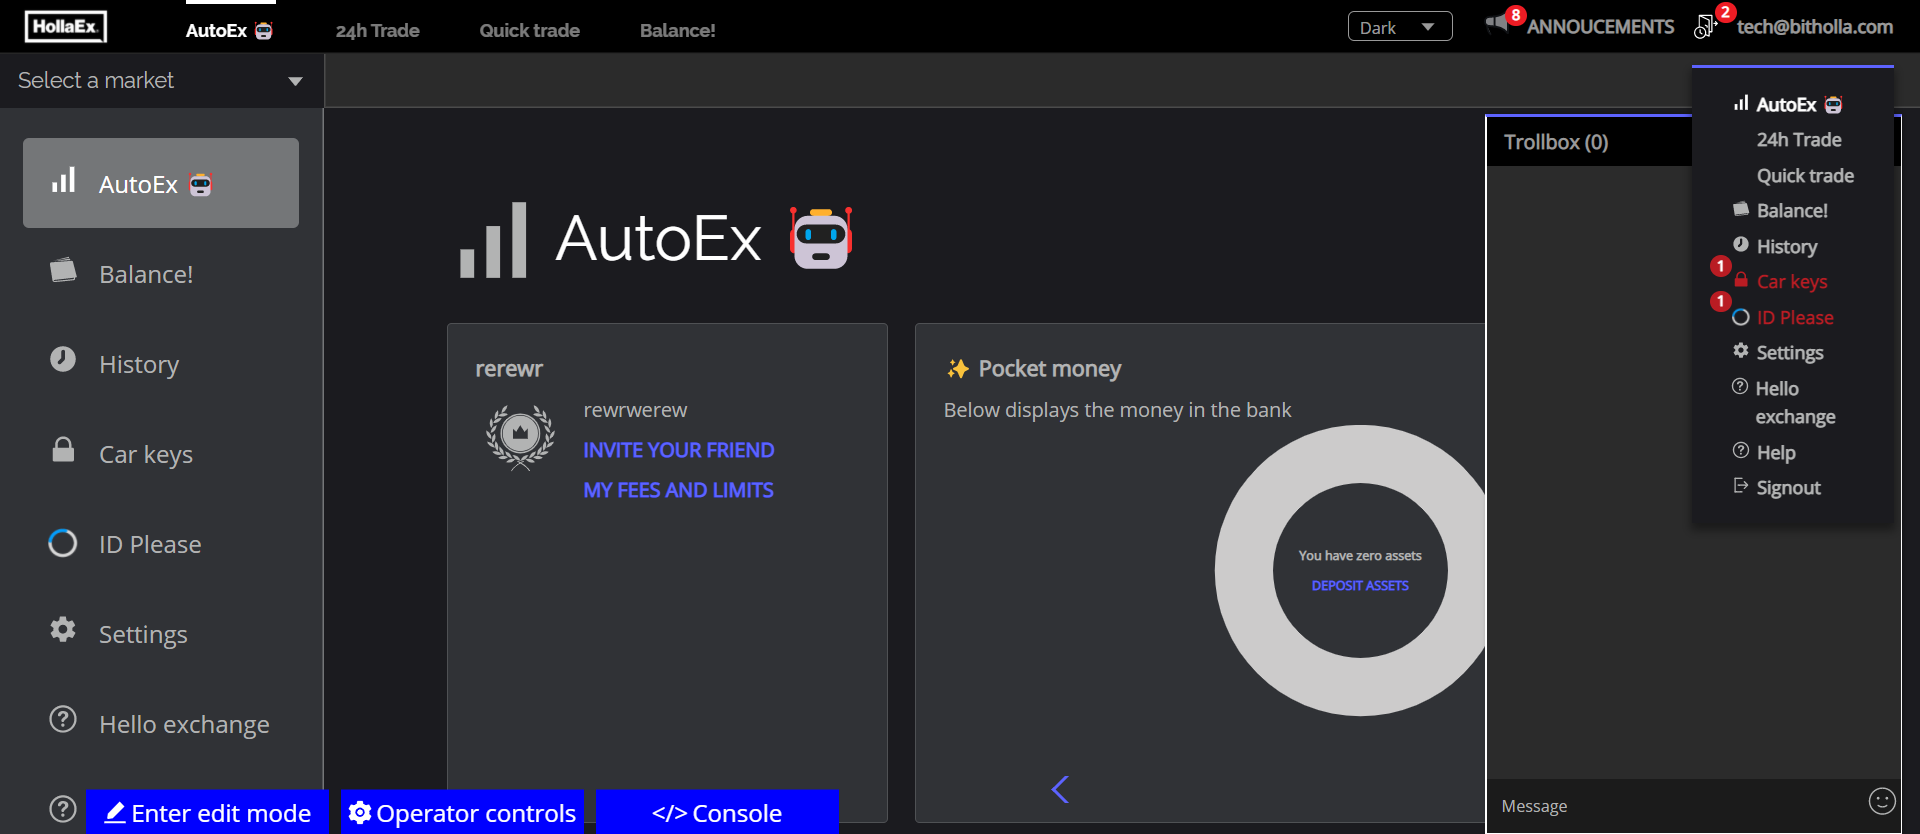 HollaEx
AutoEx
24h Trade
Quick trade
Balance!
Dark
8
ANNOUCEMENTS
2
tech@bitholla.com
Select a market
AutoEx
Balance!
History
Car keys
ID Please
Settings
Hello exchange
AutoEx
rerewr
rewrwerew
INVITE YOUR FRIEND
MY FEES AND LIMITS
✨ Pocket money
Below displays the money in the bank
You have zero assets
DEPOSIT ASSETS
Trollbox (0)
Message
AutoEx
24h Trade
Quick trade
Balance!
History
1
Car keys
1
ID Please
Settings
Hello
exchange
Help
Signout
Enter edit mode
Operator controls
</> Console